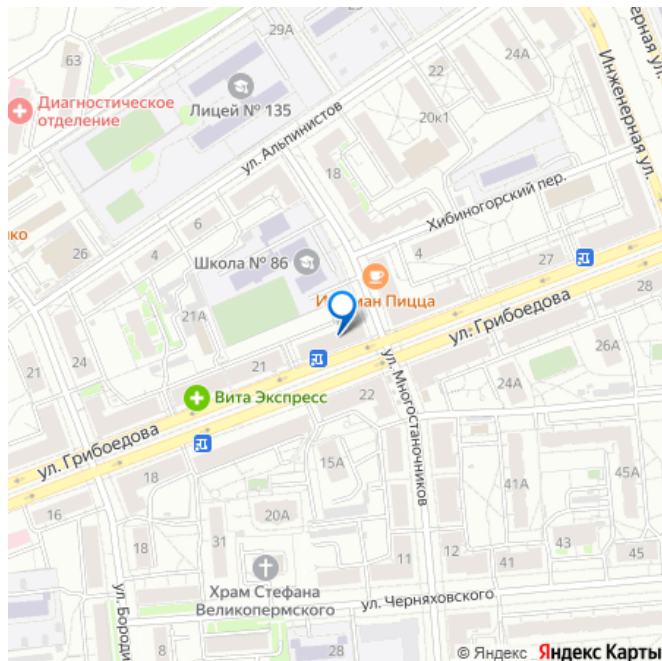 29А
63
22
24А
Инженерная ул.
Диагностическое
отделение
Лицей № 135
ул. Альпинистов
20к1
18
Хибиногорский пер.
6
4
4
26
Школа № 86
27
28
21А
ул. Грибоедова
26А
21
24
21
24А
22
Вита Экспресс
ул. Многостаночников
ул. Грибоедова
18
15А
45А
41А
16
20А
31
43
18
11
12
41
45
Храм Стефана
Великопермского
ул. Черняховского
8
28
© Яндекс Яндекс Карты